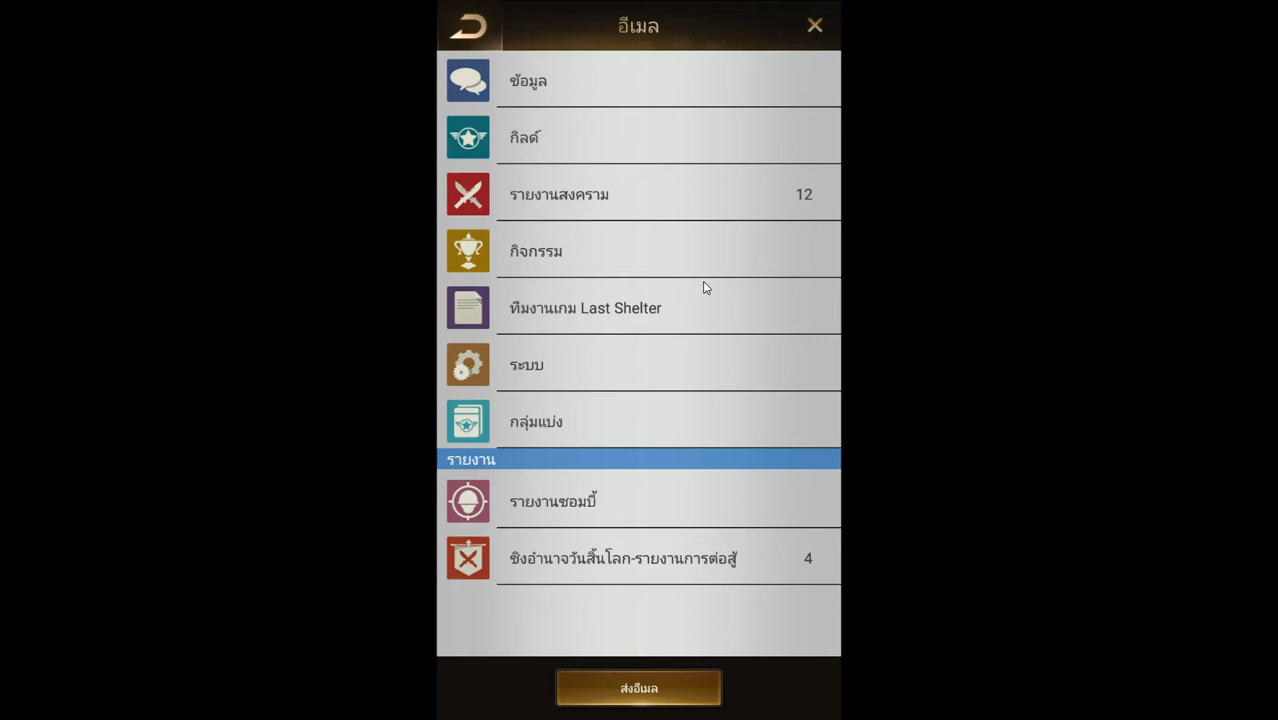 อีเมล
ข้อมูล
กิลด์
รายงานสงคราม 12
กิจกรรม
ทีมงานเกม Last Shelter
ระบบ
กลุ่มแบ่ง
รายงาน
รายงานซอมบี้
ชิงอำนาจวันสิ้นโลก-รายงานการต่อสู้ 4
ส่งอีเมล